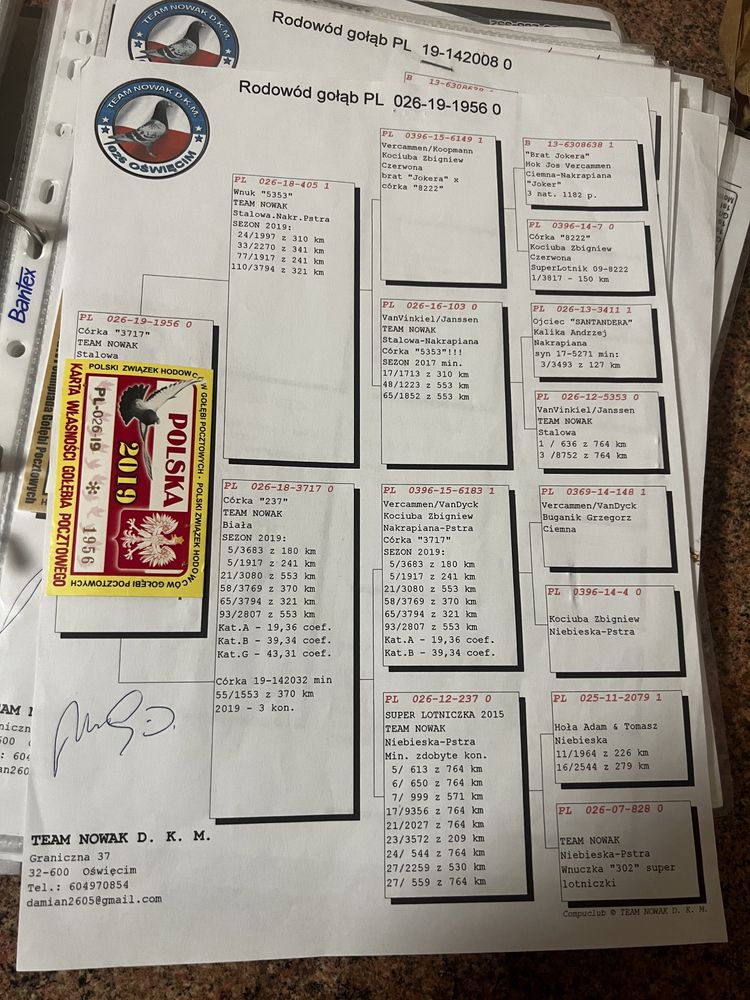 TEAM NOWAK D.K.M.
Rodowód gołąb PL 19-142008 0
Bantex
TEAM NOWAK D.K.M.
026 OŚWIĘCIM
Rodowód gołąb PL 026-19-1956 0
PL 026-19-1956 0
Córka "3717"
TEAM NOWAK
Stalowa
POLSKI ZWIĄZEK HODOWCÓW GOŁĘBI POCZTOWYCH - POLSKI ZWIĄZEK HODOWCÓW GOŁĘBI POCZTOWYCH
KARTA WŁASNOŚCI GOŁĘBIA POCZTOWEGO
POLSKA
2019
PL-026-19 * 1956
PL 026-18-405 1
Wnuk "5353"
TEAM NOWAK
Stalowa.Nakr.Pstra
SEZON 2019:
24/1997 z 310 km
33/2270 z 341 km
77/1917 z 241 km
110/3794 z 321 km
PL 026-18-3717 0
Córka "237"
TEAM NOWAK
Biała
SEZON 2019:
5/3683 z 180 km
5/1917 z 241 km
21/3080 z 553 km
58/3769 z 370 km
65/3794 z 321 km
93/2807 z 553 km
Kat.A - 19,36 coef.
Kat.B - 39,34 coef.
Kat.G - 43,31 coef.
Córka 19-142032 min
55/1553 z 370 km
2019 - 3 kon.
PL 0396-15-6149 1
Vercammen/Koopmann
Kociuba Zbigniew
Czerwona
brat "Jokera" x
córka "8222"
PL 026-16-103 0
VanVinkiel/Janssen
TEAM NOWAK
Stalowa-Nakrapiana
Córka "5353"!!!
SEZON 2017 min.
17/1713 z 310 km
48/1223 z 553 km
65/1852 z 553 km
PL 0396-15-6183 1
Vercammen/VanDyck
Kociuba Zbigniew
Nakrapiana-Pstra
Córka "3717"
SEZON 2019:
5/3683 z 180 km
5/1917 z 241 km
21/3080 z 553 km
58/3769 z 370 km
65/3794 z 321 km
93/2807 z 553 km
Kat.A - 19,36 coef.
Kat.B - 39,34 coef.
PL 026-12-237 0
SUPER LOTNICZKA 2015
TEAM NOWAK
Niebieska-Pstra
Min. zdobyte kon.
5/ 613 z 764 km
6/ 650 z 764 km
7/ 999 z 571 km
17/9356 z 764 km
21/2027 z 764 km
23/3572 z 209 km
24/ 544 z 764 km
27/2259 z 530 km
27/ 559 z 764 km
B 13-6308638 1
"Brat Jokera"
Hok Jos Vercammen
Ciemna-Nakrapiana
"Joker"
3 nat. 1182 p.
PL 0396-14-7 0
Córka "8222"
Kociuba Zbigniew
Czerwona
SuperLotnik 09-8222
1/3817 - 150 km
PL 026-13-3411 1
Ojciec "SANTANDERA"
Kalika Andrzej
Nakrapiana
syn 17-5271 min:
3/3493 z 127 km
PL 026-12-5353 0
VanVinkiel/Janssen
TEAM NOWAK
Stalowa
1 / 636 z 764 km
3 /8752 z 764 km
PL 0369-14-148 1
Vercammen/VanDyck
Buganik Grzegorz
Ciemna
PL 0396-14-4 0
Kociuba Zbigniew
Niebieska-Pstra
PL 025-11-2079 1
Hoła Adam & Tomasz
Niebieska
11/1964 z 226 km
16/2544 z 279 km
PL 026-07-828 0
TEAM NOWAK
Niebieska-Pstra
Wnuczka "302" super
lotniczki
Compuclub © TEAM NOWAK D. K. M.
TEAM NOWAK D. K. M.
Graniczna 37
32-600 Oświęcim
Tel.: 604970854
damian2605@gmail.com